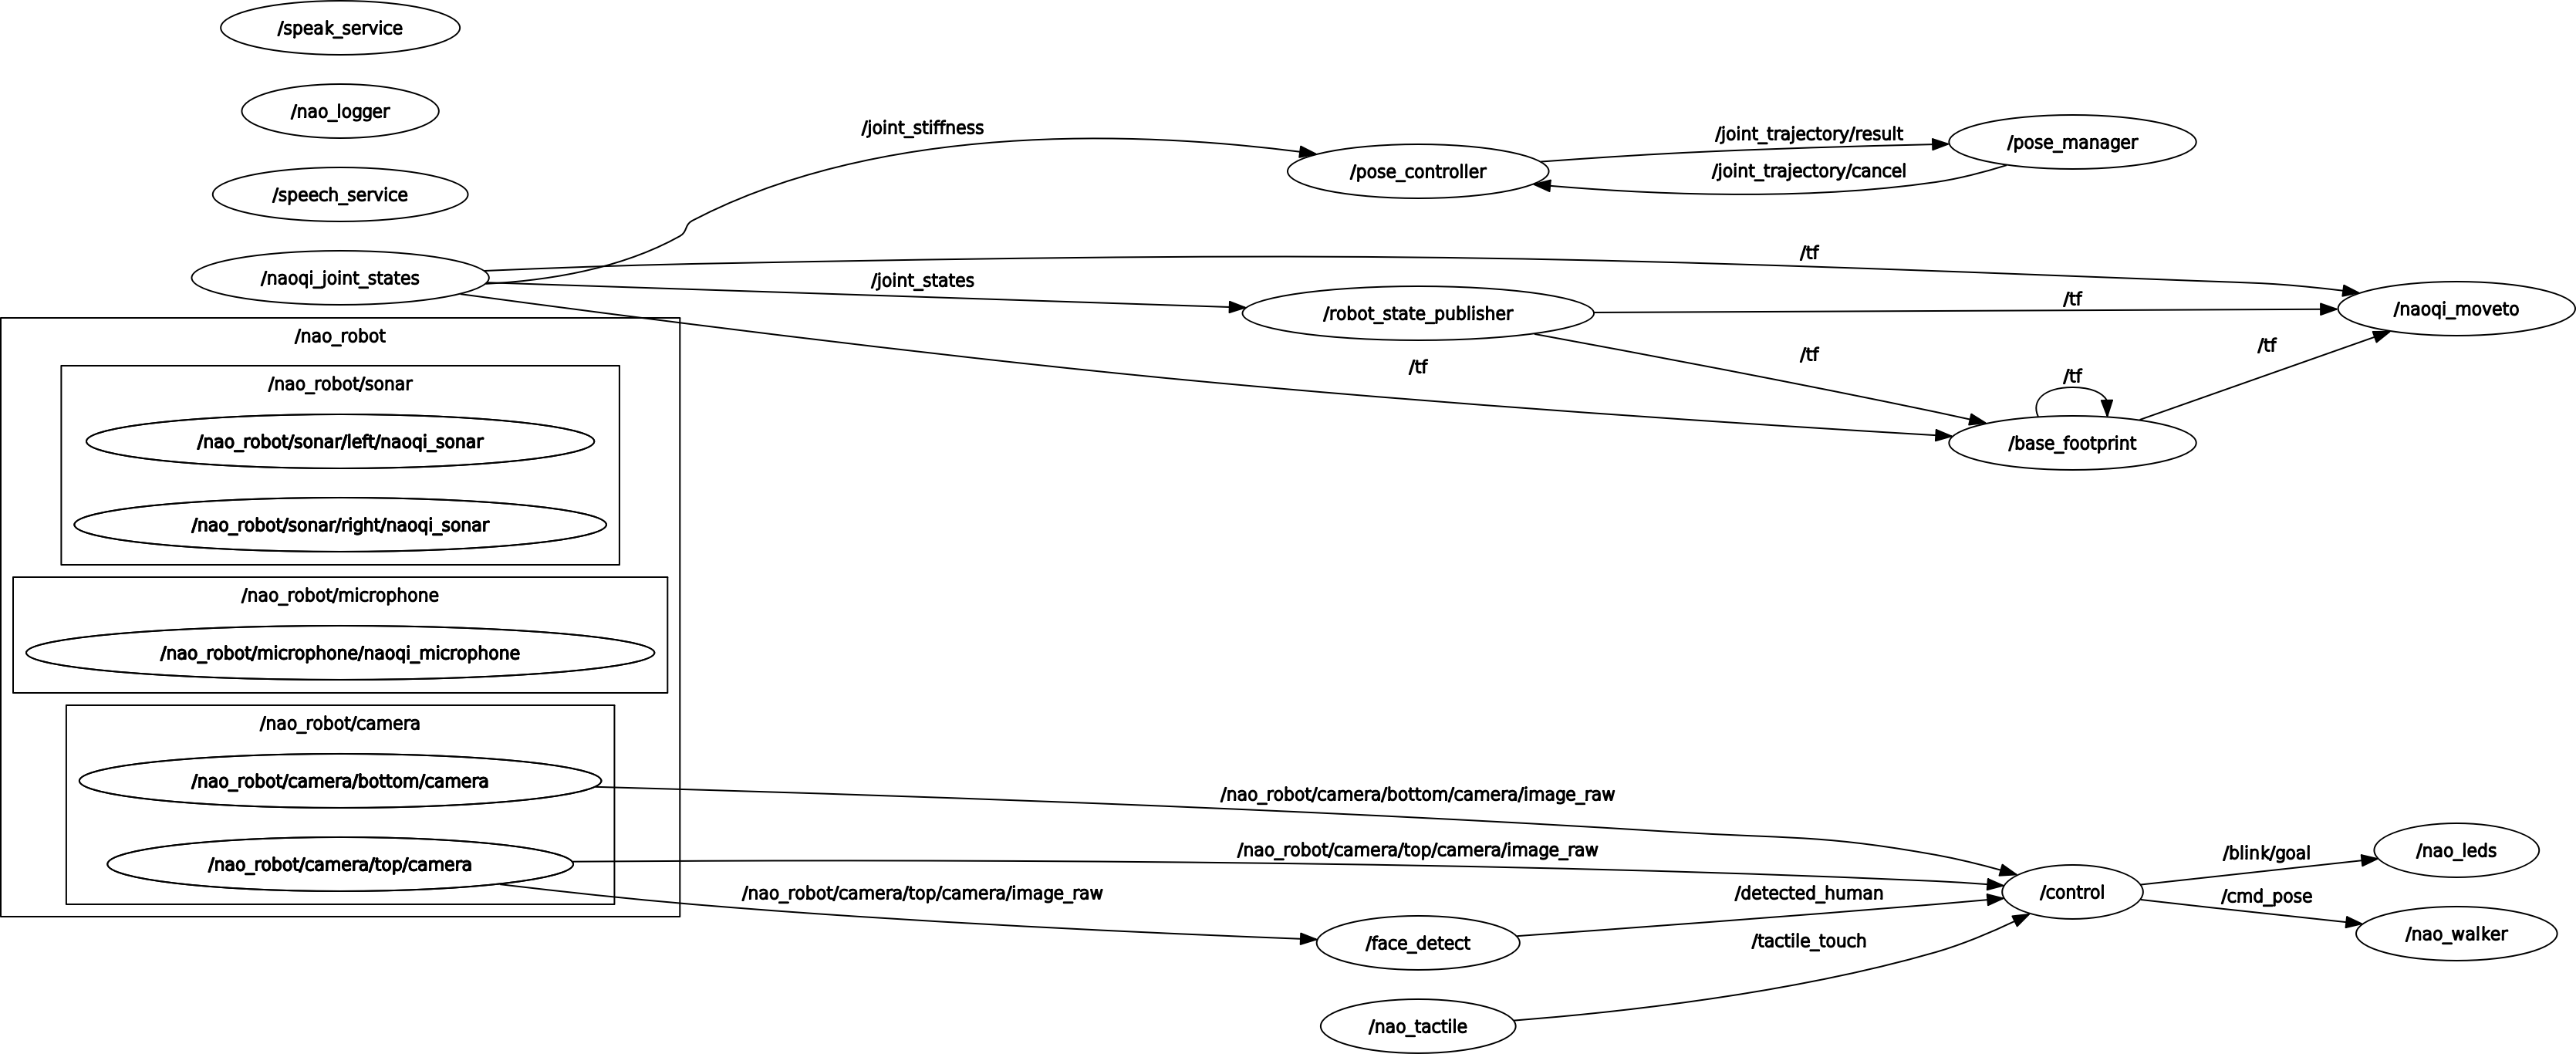 /speak_service
/nao_logger
/speech_service
/naoqi_joint_states
/joint_stiffness
/pose_controller
/joint_trajectory/result
/joint_trajectory/cancel
/pose_manager
/tf
/joint_states
/robot_state_publisher
/tf
/naoqi_moveto
/tf
/tf
/tf
/tf
/base_footprint
/nao_robot
/nao_robot/sonar
/nao_robot/sonar/left/naoqi_sonar
/nao_robot/sonar/right/naoqi_sonar
/nao_robot/microphone
/nao_robot/microphone/naoqi_microphone
/nao_robot/camera
/nao_robot/camera/bottom/camera
/nao_robot/camera/top/camera
/nao_robot/camera/bottom/camera/image_raw
/nao_robot/camera/top/camera/image_raw
/nao_robot/camera/top/camera/image_raw
/face_detect
/nao_tactile
/detected_human
/tactile_touch
/control
/blink/goal
/cmd_pose
/nao_leds
/nao_walker